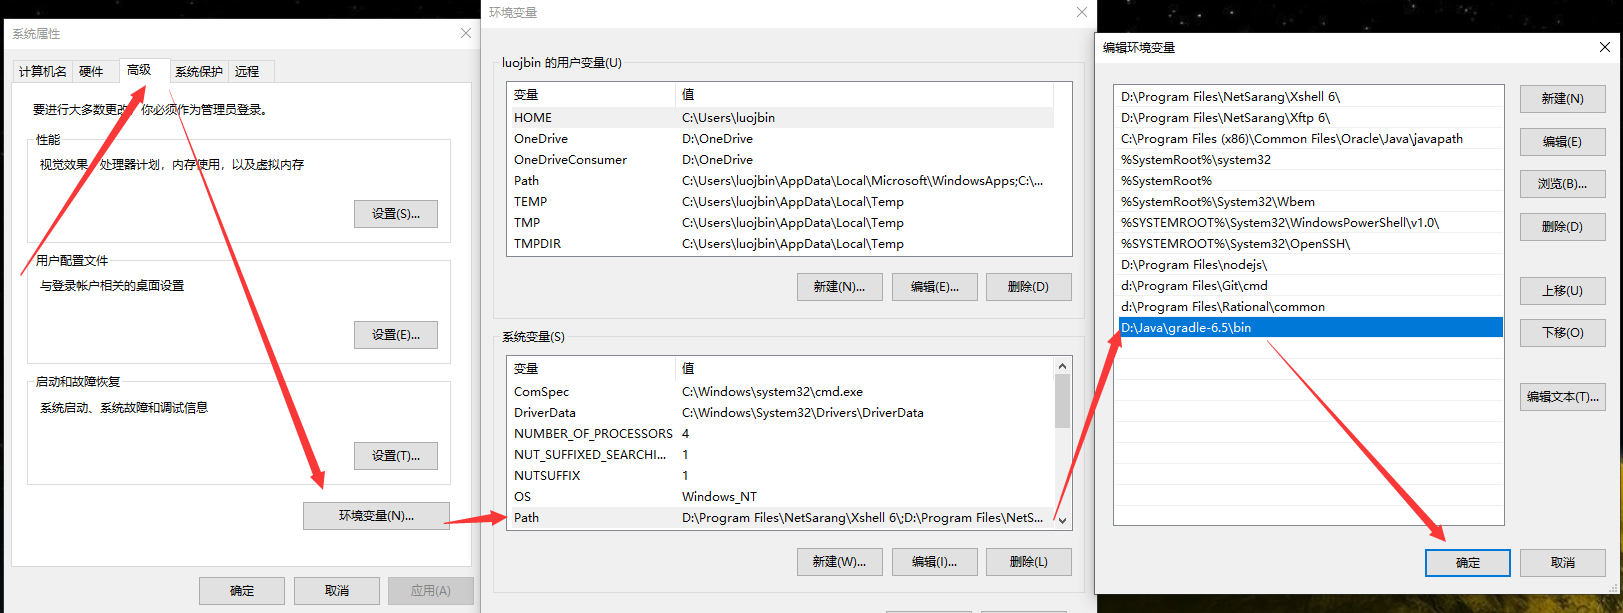 系统属性
计算机名 硬件 高级 系统保护 远程
要进行大多数更改，你必须作为管理员登录。
性能
视觉效果，处理器计划，内存使用，以及虚拟内存
设置(S)...
用户配置文件
与登录帐户相关的桌面设置
设置(E)...
启动和故障恢复
系统启动、系统故障和调试信息
设置(T)...
环境变量(N)...
确定 取消 应用(A)
环境变量
luojbin 的用户变量(U)
变量 值
HOME C:\Users\luojbin
OneDrive D:\OneDrive
OneDriveConsumer D:\OneDrive
Path C:\Users\luojbin\AppData\Local\Microsoft\WindowsApps;C:\...
TEMP C:\Users\luojbin\AppData\Local\Temp
TMP C:\Users\luojbin\AppData\Local\Temp
TMPDIR C:\Users\luojbin\AppData\Local\Temp
新建(N)... 编辑(E)... 删除(D)
系统变量(S)
变量 值
ComSpec C:\Windows\system32\cmd.exe
DriverData C:\Windows\System32\Drivers\DriverData
NUMBER_OF_PROCESSORS 4
NUT_SUFFIXED_SEARCHI... 1
NUTSUFFIX 1
OS Windows_NT
Path D:\Program Files\NetSarang\Xshell 6\;D:\Program Files\NetS...
新建(W)... 编辑(I)... 删除(L)
编辑环境变量
D:\Program Files\NetSarang\Xshell 6\
D:\Program Files\NetSarang\Xftp 6\
C:\Program Files (x86)\Common Files\Oracle\Java\javapath
%SystemRoot%\system32
%SystemRoot%
%SystemRoot%\System32\Wbem
%SYSTEMROOT%\System32\WindowsPowerShell\v1.0\
%SYSTEMROOT%\System32\OpenSSH\
D:\Program Files\nodejs\
d:\Program Files\Git\cmd
d:\Program Files\Rational\common
D:\Java\gradle-6.5\bin
新建(N)
编辑(E)
浏览(B)...
删除(D)
上移(U)
下移(O)
编辑文本(T)...
确定 取消